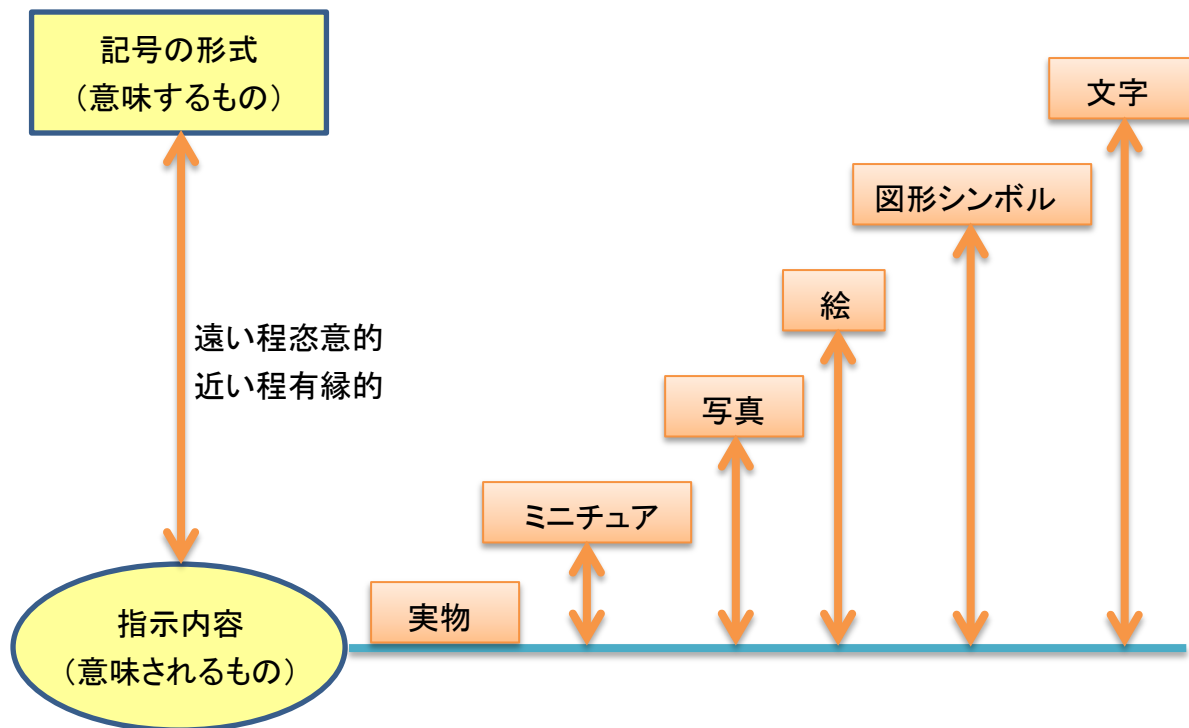 記号の形式
（意味するもの）
文字
図形シンボル
絵
遠い程恣意的
近い程有縁的
写真
ミニチュア
実物
指示内容
（意味されるもの）